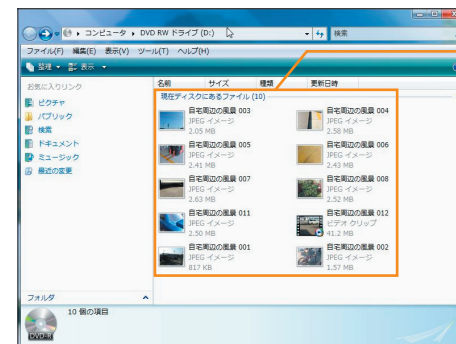 コンピュータ ▸ DVD RW ドライブ (D:)
検索
ファイル(F) 編集(E) 表示(V) ツール(T) ヘルプ(H)
整理 表示
お気に入りリンク
ピクチャ
パブリック
検索
ドキュメント
ミュージック
最近の変更
フォルダ
名前 サイズ 種類 更新日時
現在ディスクにあるファイル (10)
自宅周辺の風景 003
JPEG イメージ
2.05 MB
自宅周辺の風景 004
JPEG イメージ
2.58 MB
自宅周辺の風景 005
JPEG イメージ
2.41 MB
自宅周辺の風景 006
JPEG イメージ
2.43 MB
自宅周辺の風景 007
JPEG イメージ
2.63 MB
自宅周辺の風景 008
JPEG イメージ
2.52 MB
自宅周辺の風景 011
JPEG イメージ
2.50 MB
自宅周辺の風景 012
ビデオ クリップ
41.2 MB
自宅周辺の風景 001
JPEG イメージ
817 KB
自宅周辺の風景 002
JPEG イメージ
1.57 MB
10 個の項目
DVD-R